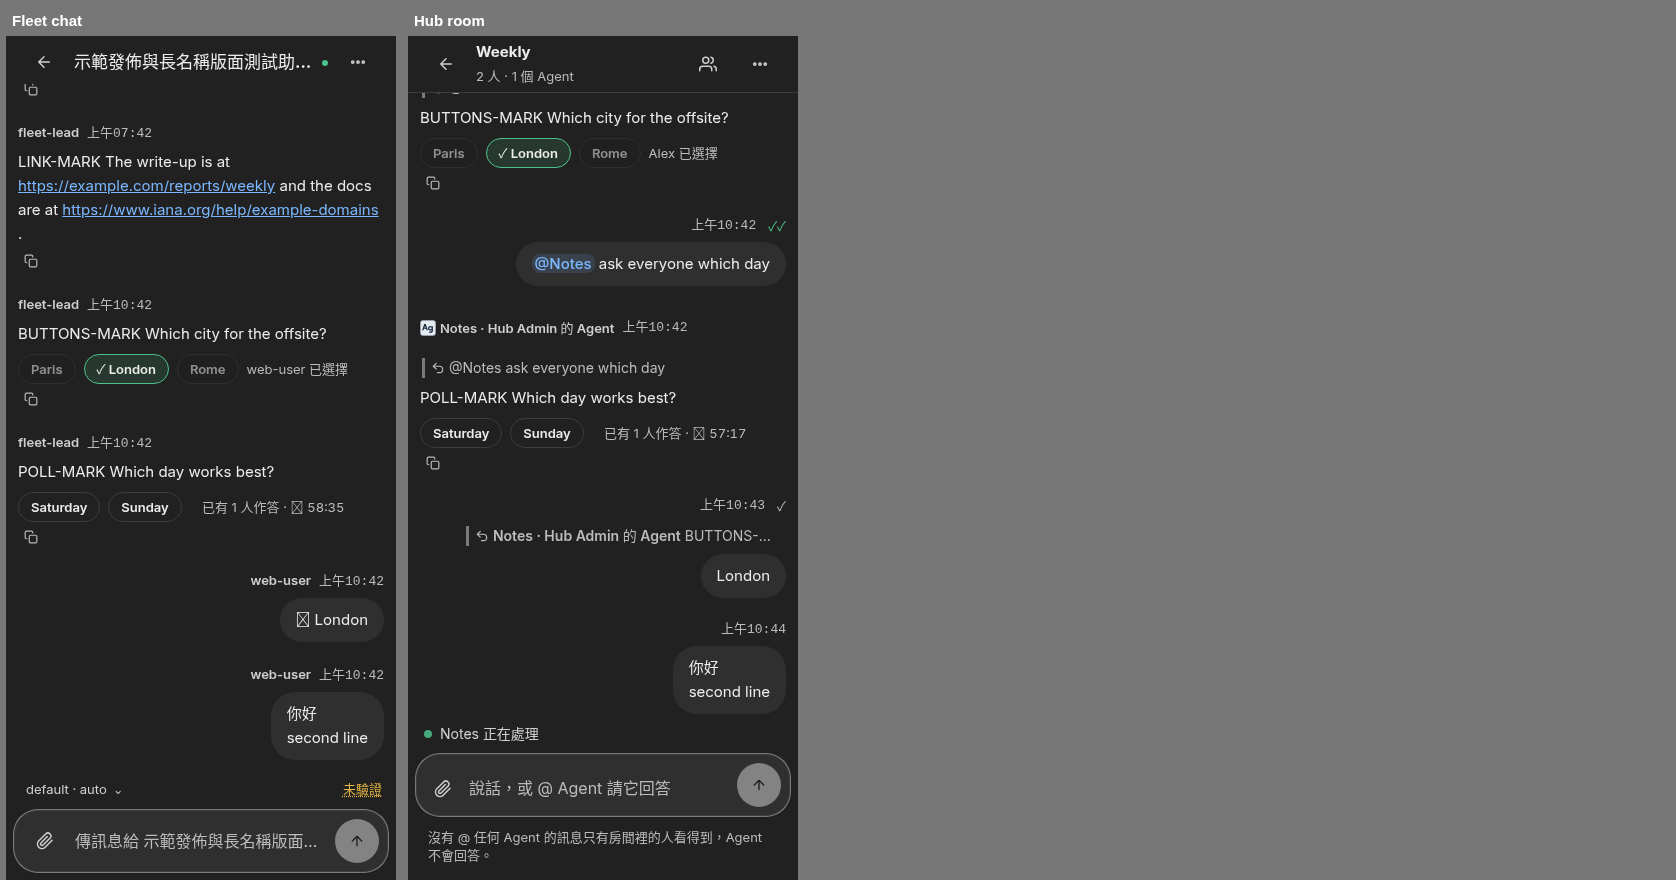 Fleet chat
示範發佈與長名稱版面測試助...
fleet-lead 上午07:42
LINK-MARK The write-up is at
https://example.com/reports/weekly and the docs
are at https://www.iana.org/help/example-domains
.
fleet-lead 上午10:42
BUTTONS-MARK Which city for the offsite?
Paris ✓ London Rome web-user 已選擇
fleet-lead 上午10:42
POLL-MARK Which day works best?
Saturday Sunday 已有 1 人作答 · 58:35
web-user 上午10:42
London
web-user 上午10:42
你好
second line
default · auto
未驗證
傳訊息給 示範發佈與長名稱版面...
Hub room
Weekly
2 人 · 1 個 Agent
BUTTONS-MARK Which city for the offsite?
Paris ✓ London Rome Alex 已選擇
上午10:42 ✓✓
@Notes ask everyone which day
Ag Notes · Hub Admin 的 Agent 上午10:42
@Notes ask everyone which day
POLL-MARK Which day works best?
Saturday Sunday 已有 1 人作答 · 57:17
上午10:43 ✓
Notes · Hub Admin 的 Agent BUTTONS-...
London
上午10:44
你好
second line
Notes 正在處理
說話，或 @ Agent 請它回答
沒有 @ 任何 Agent 的訊息只有房間裡的人看得到，Agent
不會回答。